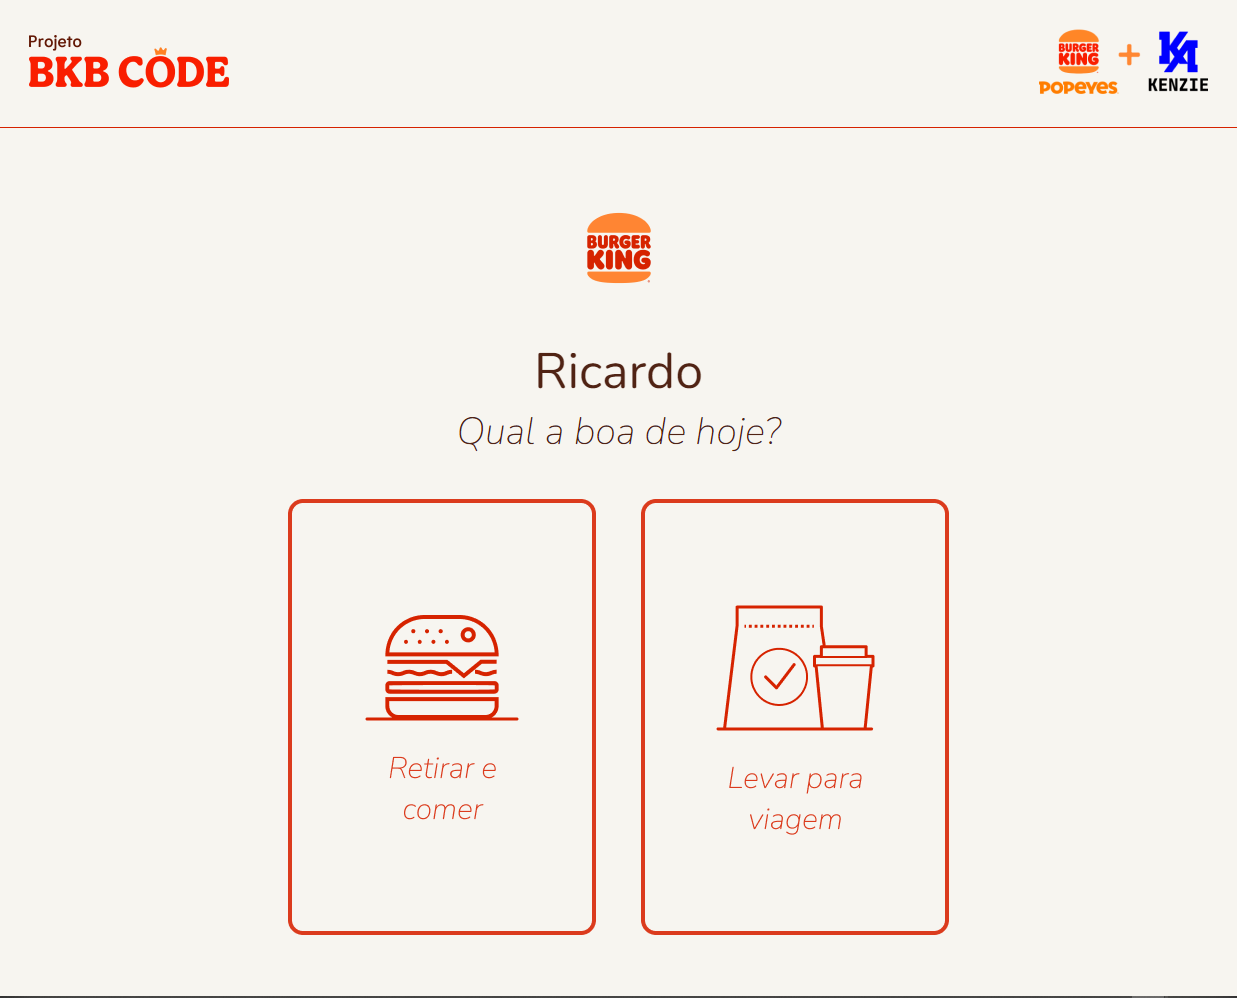 Projeto
BKB CODE
BURGER
KING
POPEYES
+
KA
KENZIE
BURGER
KING
Ricardo
Qual a boa de hoje?
Retirar e
comer
Levar para
viagem